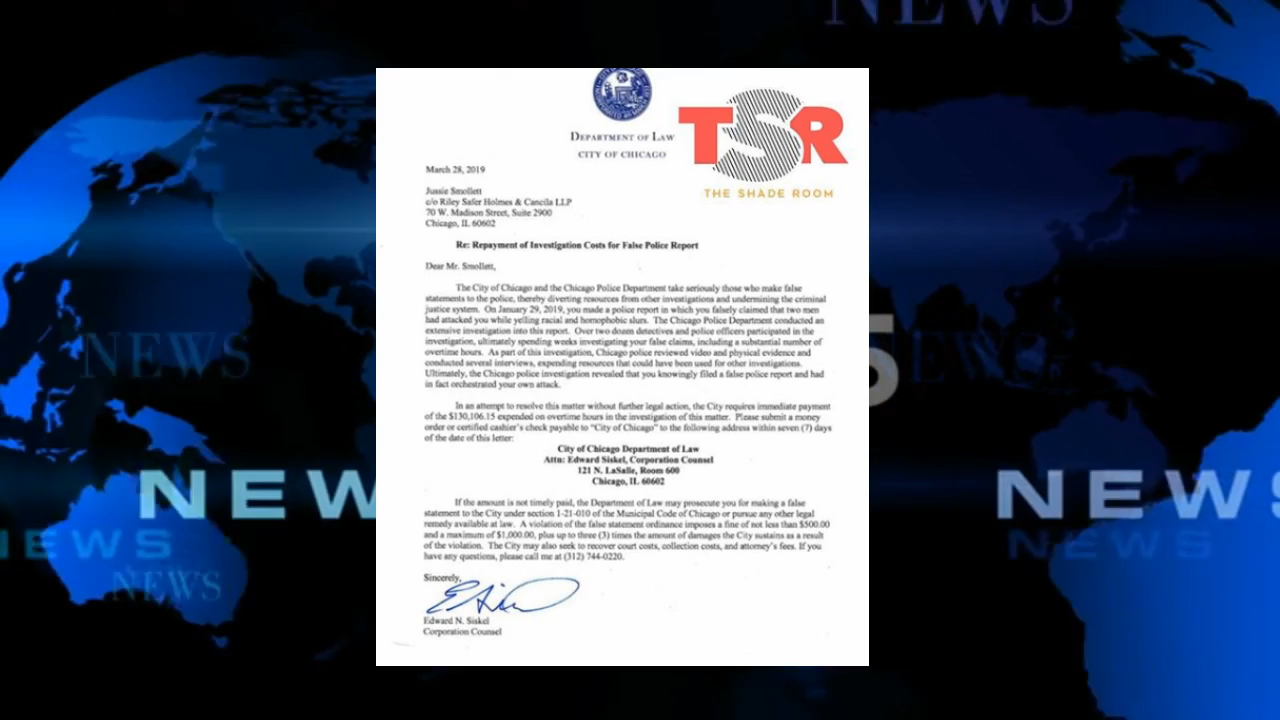 NEWS
DEPARTMENT OF LAW
CITY OF CHICAGO
TSR
THE SHADE ROOM
March 28, 2019
Jussie Smollett
c/o Riley Safer Holmes & Cancila LLP
70 W. Madison Street, Suite 2900
Chicago, IL 60602
Re: Repayment of Investigation Costs for False Police Report
Dear Mr. Smollett,
The City of Chicago and the Chicago Police Department take seriously those who make false
statements to the police, thereby diverting resources from other investigations and undermining the criminal
justice system. On January 29, 2019, you made a police report in which you falsely claimed that two men
had attacked you while yelling racial and homophobic slurs. The Chicago Police Department conducted an
extensive investigation into this report. Over two dozen detectives and police officers participated in the
investigation, ultimately spending weeks investigating your false claims, including a substantial number of
overtime hours. As part of this investigation, Chicago police reviewed video and physical evidence and
conducted several interviews, expending resources that could have been used for other investigations.
Ultimately, the Chicago police investigation revealed that you knowingly filed a false police report and had
in fact orchestrated your own attack.
In an attempt to resolve this matter without further legal action, the City requires immediate payment
of the $130,106.15 expended on overtime hours in the investigation of this matter. Please submit a money
order or certified cashier's check payable to "City of Chicago" to the following address within seven (7) days
of the date of this letter:
City of Chicago Department of Law
Attn: Edward Siskel, Corporation Counsel
121 N. LaSalle, Room 600
Chicago, IL 60602
If the amount is not timely paid, the Department of Law may prosecute you for making a false
statement to the City under section 1-21-010 of the Municipal Code of Chicago or pursue any other legal
remedy available at law. A violation of the false statement ordinance imposes a fine of not less than $500.00
and a maximum of $1,000.00, plus up to three (3) times the amount of damages the City sustains as a result
of the violation. The City may also seek to recover court costs, collection costs, and attorney's fees. If you
have any questions, please call me at (312) 744-0220.
Sincerely,
Edward N. Siskel
Corporation Counsel
NEWS
5
EWS
NEW
NEWS
EWS
NEWS
NEWS